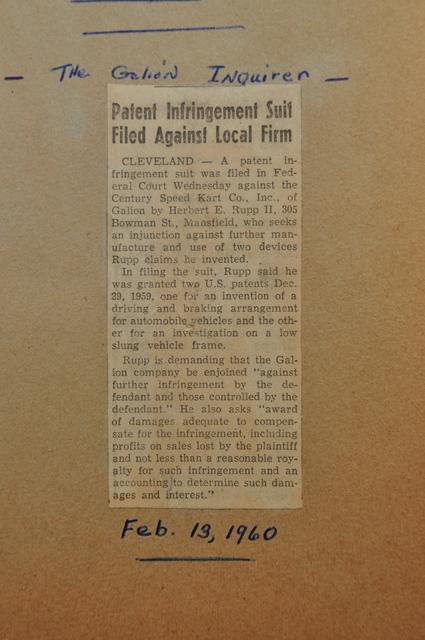 — The Galion Inquirer —
Patent Infringement Suit
Filed Against Local Firm
CLEVELAND — A patent in-
fringement suit was filed in Fed-
eral Court Wednesday against the
Century Speed Kart Co., Inc., of
Galion by Herbert E. Rupp II, 305
Bowman St., Mansfield, who seeks
an injunction against further man-
ufacture and use of two devices
Rupp claims he invented.
In filing the suit, Rupp said he
was granted two U.S. patents Dec.
29, 1959, one for an invention of a
driving and braking arrangement
for automobile vehicles and the oth-
er for an investigation on a low
slung vehicle frame.
Rupp is demanding that the Gal-
ion company be enjoined "against
further infringement by the de-
fendant and those controlled by the
defendant." He also asks "award
of damages adequate to compen-
sate for the infringement, including
profits on sales lost by the plaintiff
and not less than a reasonable roy-
alty for such infringement and an
accounting to determine such dam-
ages and interest."
Feb. 13, 1960